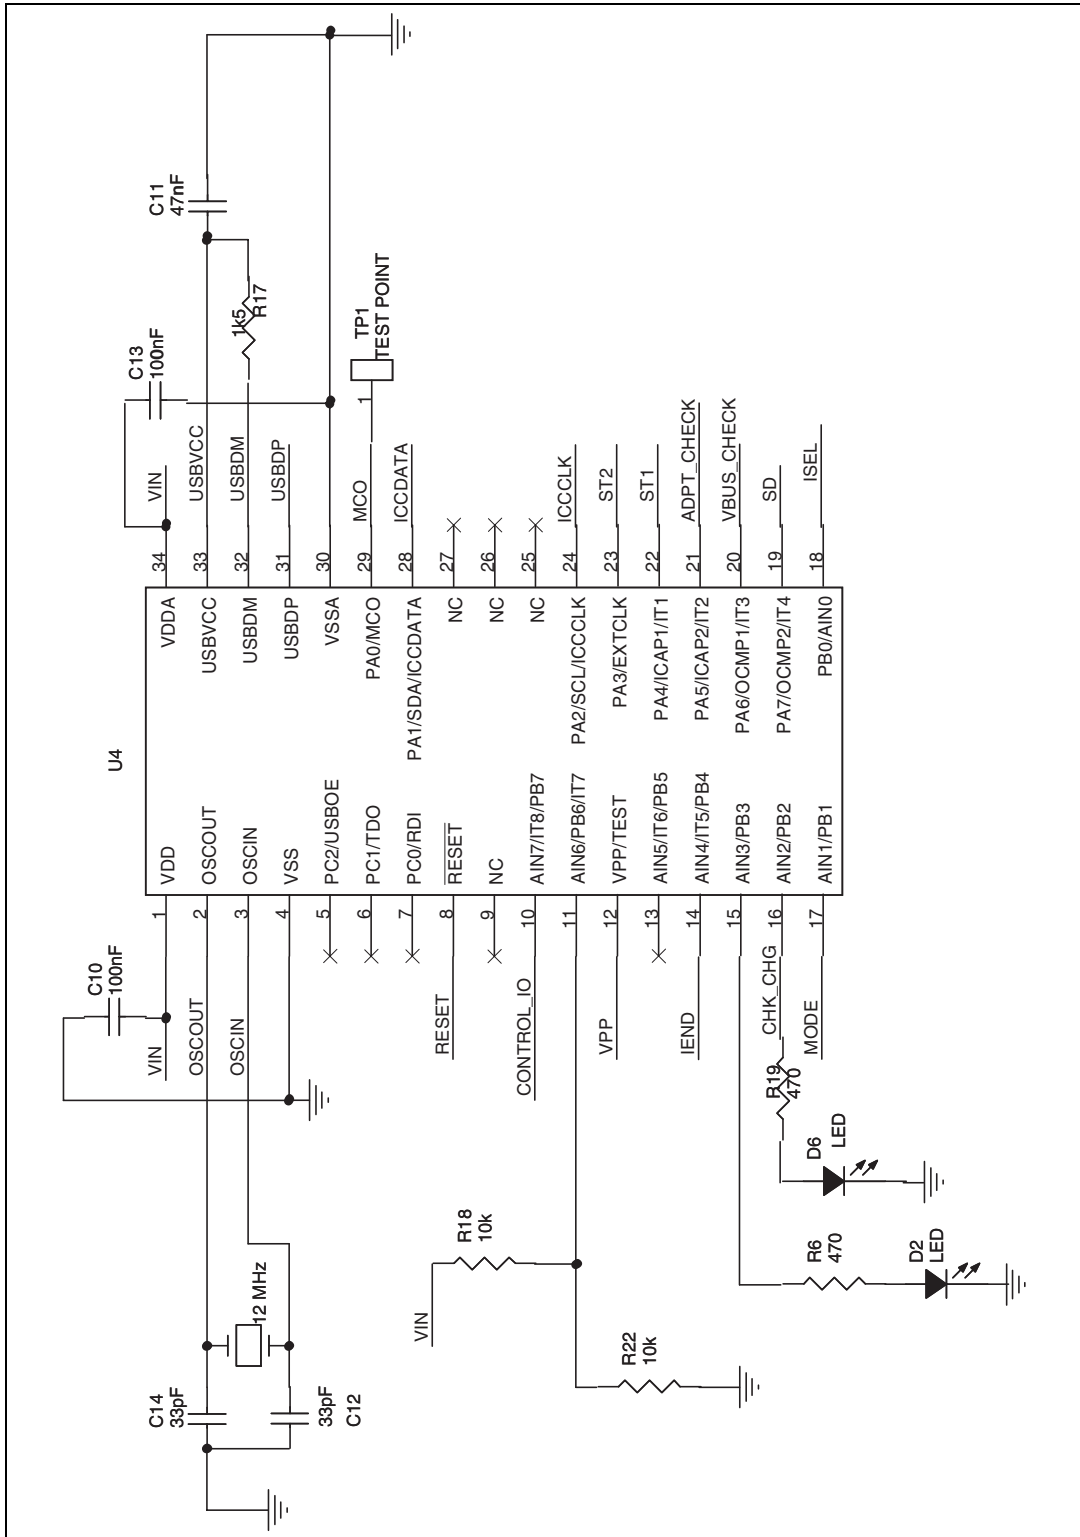 U4
1
VDD
2
OSCOUT
3
OSCIN
4
VSS
5
PC2/USBOE
6
PC1/TDO
7
PC0/RDI
8
RESET
9
NC
10
AIN7/IT8/PB7
11
AIN6/PB6/IT7
12
VPP/TEST
13
AIN5/IT6/PB5
14
AIN4/IT5/PB4
15
AIN3/PB3
16
AIN2/PB2
17
AIN1/PB1
34
VDDA
33
USBVCC
32
USBDM
31
USBDP
30
VSSA
29
PA0/MCO
28
PA1/SDA/ICCDATA
27
NC
26
NC
25
NC
24
PA2/SCL/ICCCLK
23
PA3/EXTCLK
22
PA4/ICAP1/IT1
21
PA5/ICAP2/IT2
20
PA6/OCMP1/IT3
19
PA7/OCMP2/IT4
18
PB0/AIN0
C10
100nF
VIN
OSCOUT
OSCIN
RESET
CONTROL_IO
VPP
IEND
CHK_CHG
MODE
R19
470
D6
LED
R6
470
D2
LED
R18
10k
VIN
R22
10k
12 MHz
C14
33pF
33pF
C12
C11
47nF
1k5
R17
C13
100nF
VIN
USBVCC
USBDM
USBDP
TP1
TEST POINT
1
MCO
ICCDATA
ICCCLK
ST2
ST1
ADPT_CHECK
VBUS_CHECK
SD
ISEL